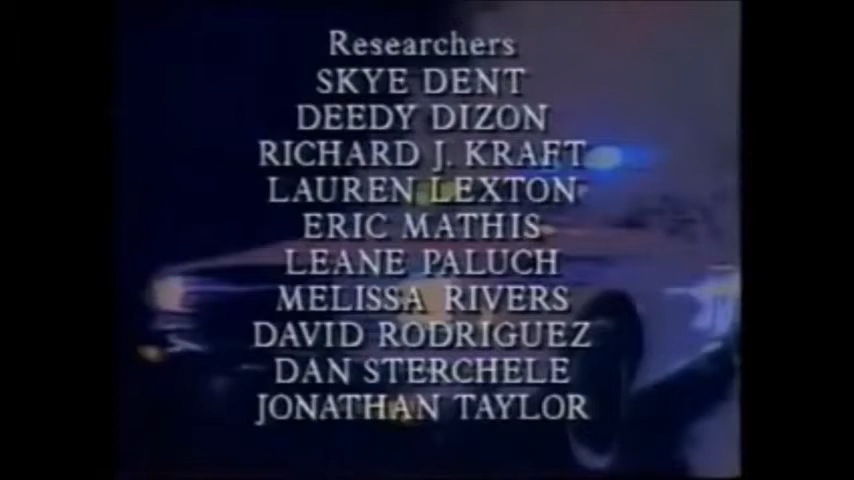 Researchers
SKYE DENT
DEEDY DIZON
RICHARD J. KRAFT
LAUREN LEXTON
ERIC MATHIS
LEANE PALUCH
MELISSA RIVERS
DAVID RODRIGUEZ
DAN STERCHELE
JONATHAN TAYLOR